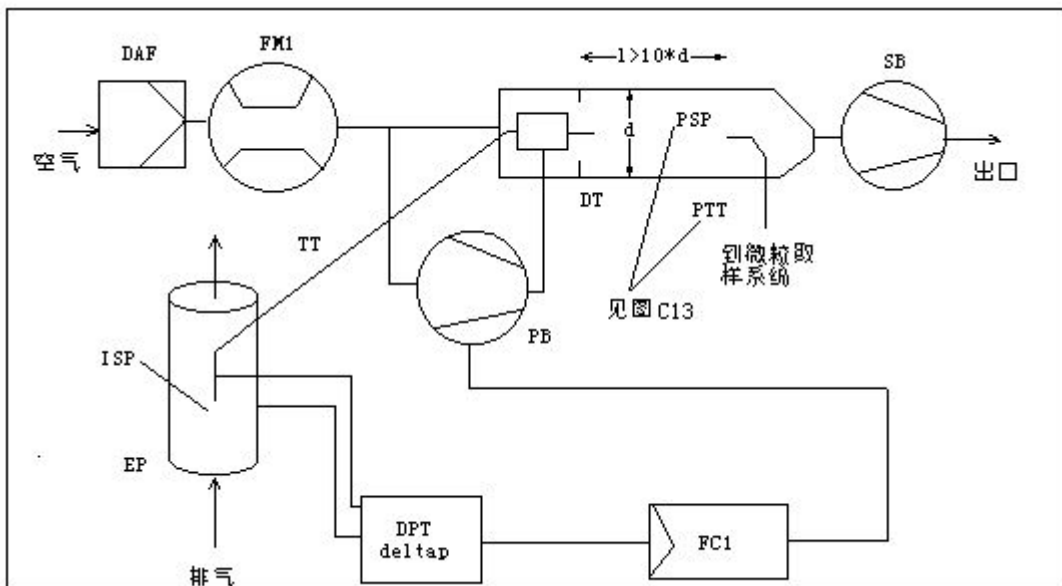 DAF
FM1
l>10*d
SB
空气
d
PSP
出口
DT
PTT
TT
到微粒取
样系统
见图C13
PB
ISP
EP
DPT
deltap
FC1
排气